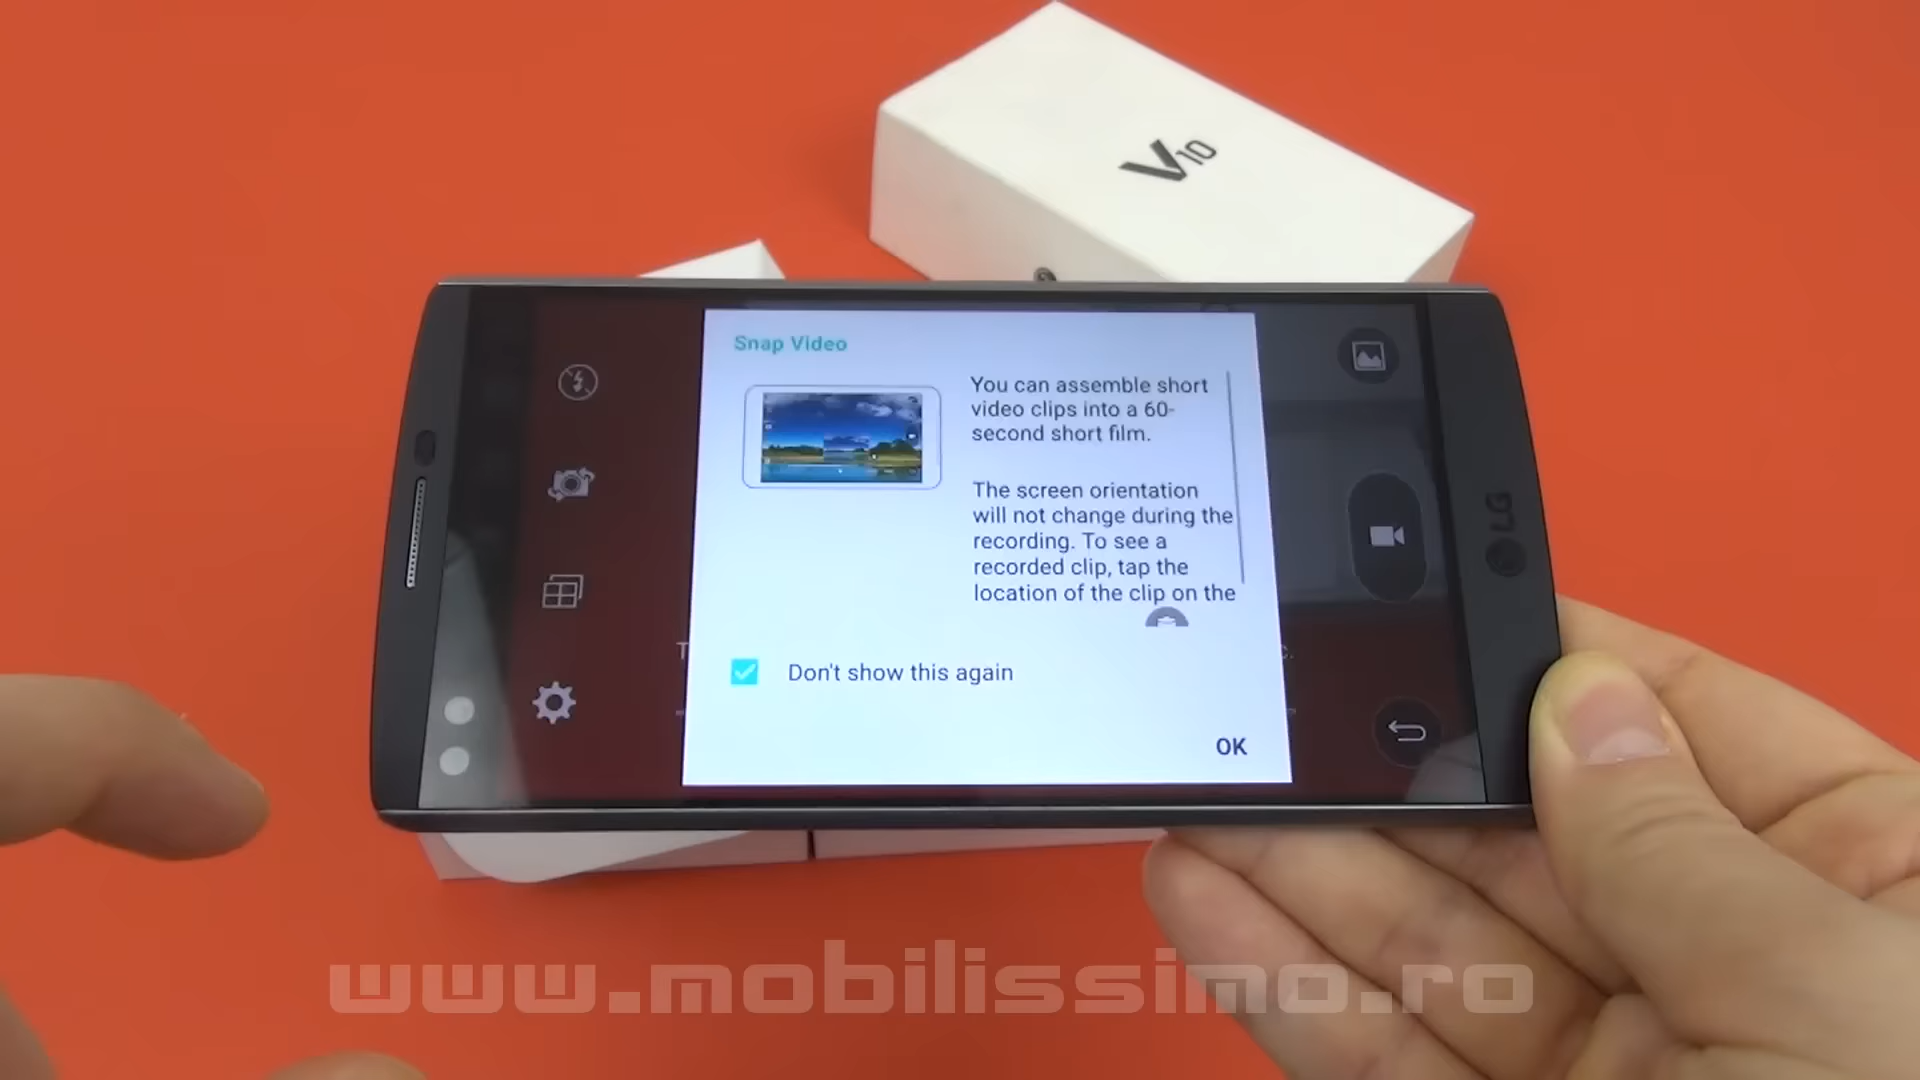 V10
Snap Video
You can assemble short
video clips into a 60-
second short film.
The screen orientation
will not change during the
recording. To see a
recorded clip, tap the
location of the clip on the
Don't show this again
OK
LG
www.mobilissimo.ro